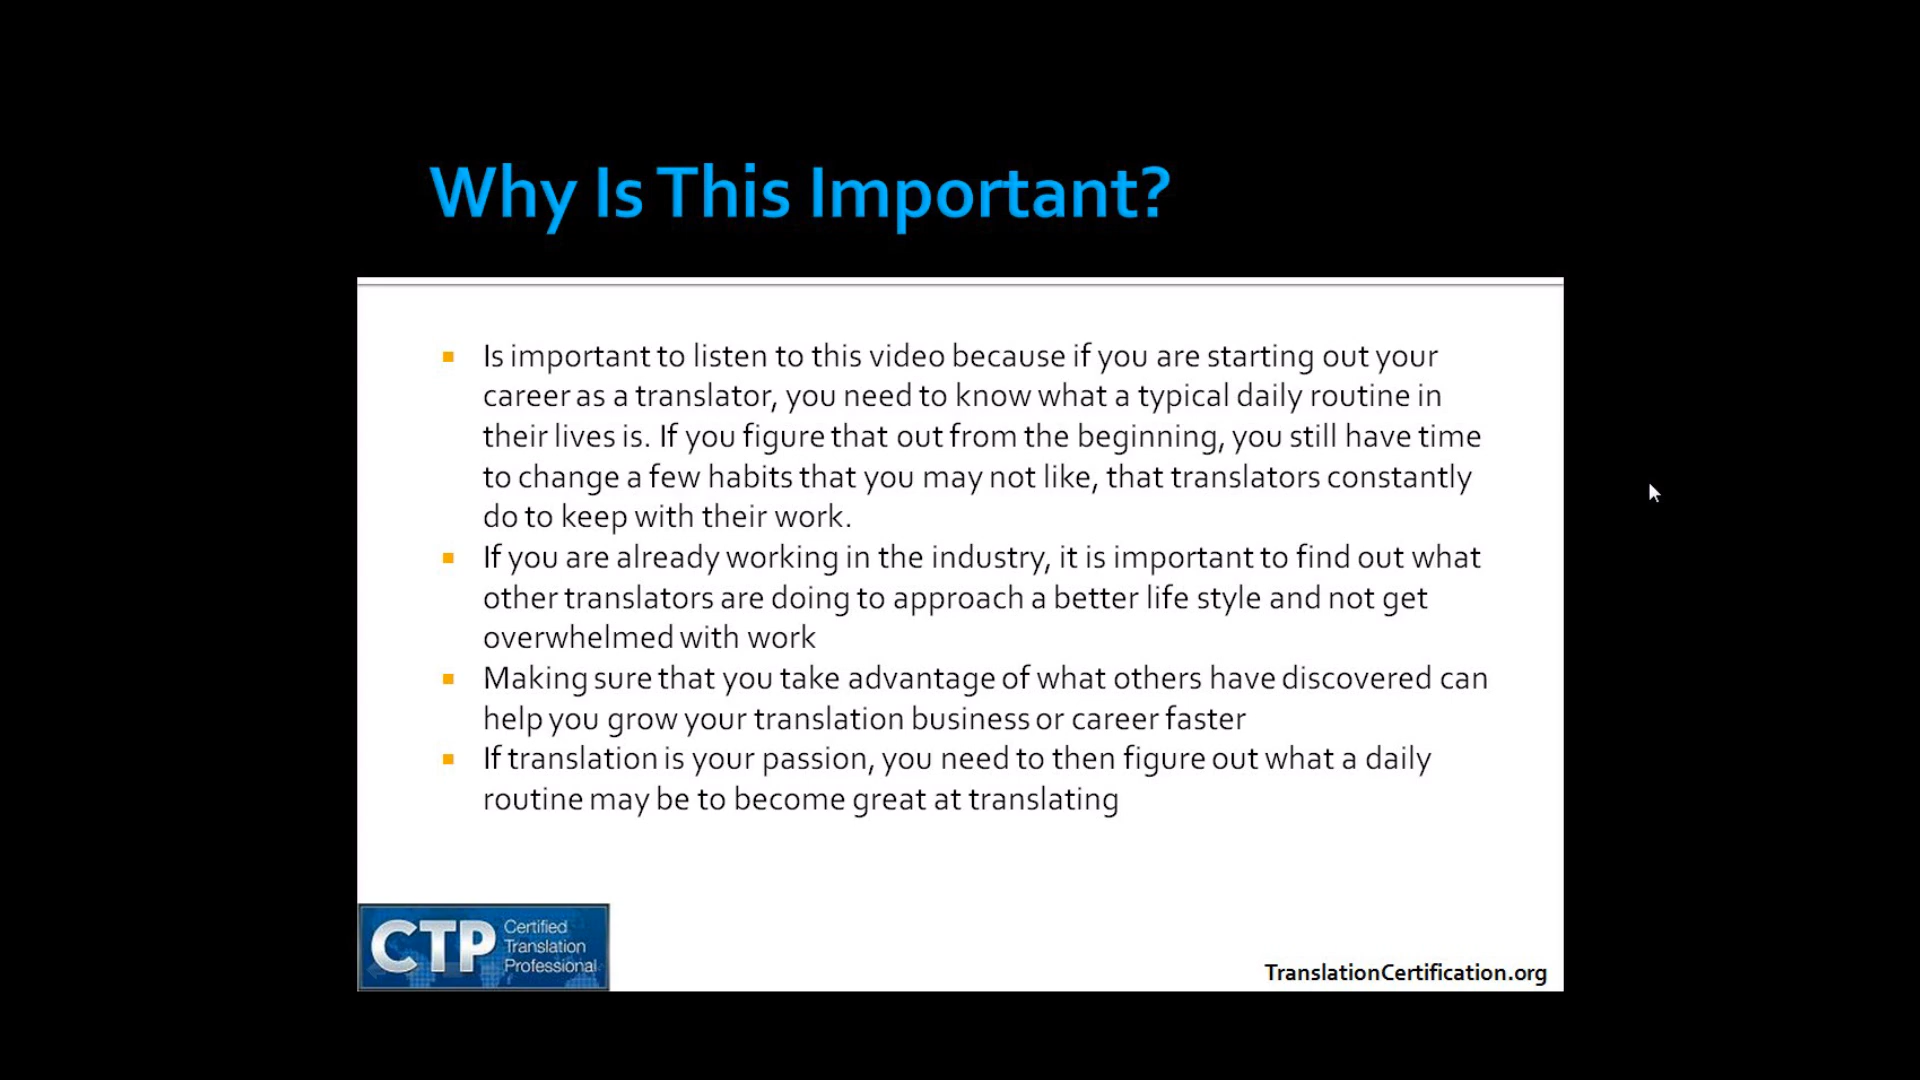 Why Is This Important?
Is important to listen to this video because if you are starting out your
career as a translator, you need to know what a typical daily routine in
their lives is. If you figure that out from the beginning, you still have time
to change a few habits that you may not like, that translators constantly
do to keep with their work.
If you are already working in the industry, it is important to find out what
other translators are doing to approach a better life style and not get
overwhelmed with work
Making sure that you take advantage of what others have discovered can
help you grow your translation business or career faster
If translation is your passion, you need to then figure out what a daily
routine may be to become great at translating
CTP
Certified
Translation
Professional
TranslationCertification.org